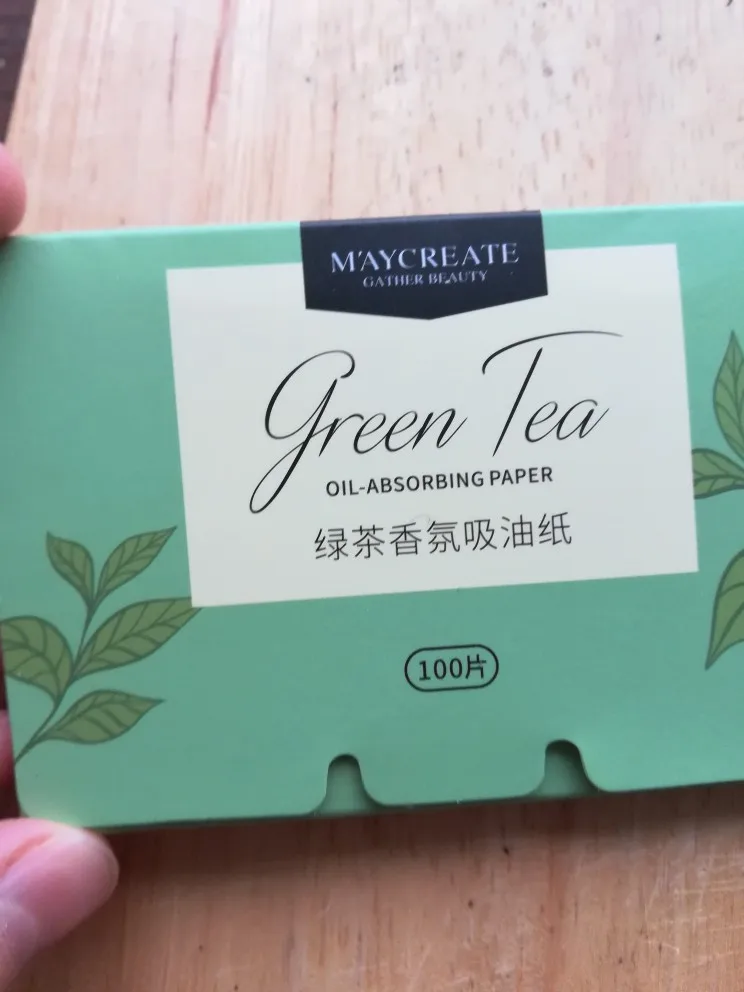 M'AYCREATE
GATHER BEAUTY
Green Tea
OIL-ABSORBING PAPER
绿茶香氛吸油纸
100片